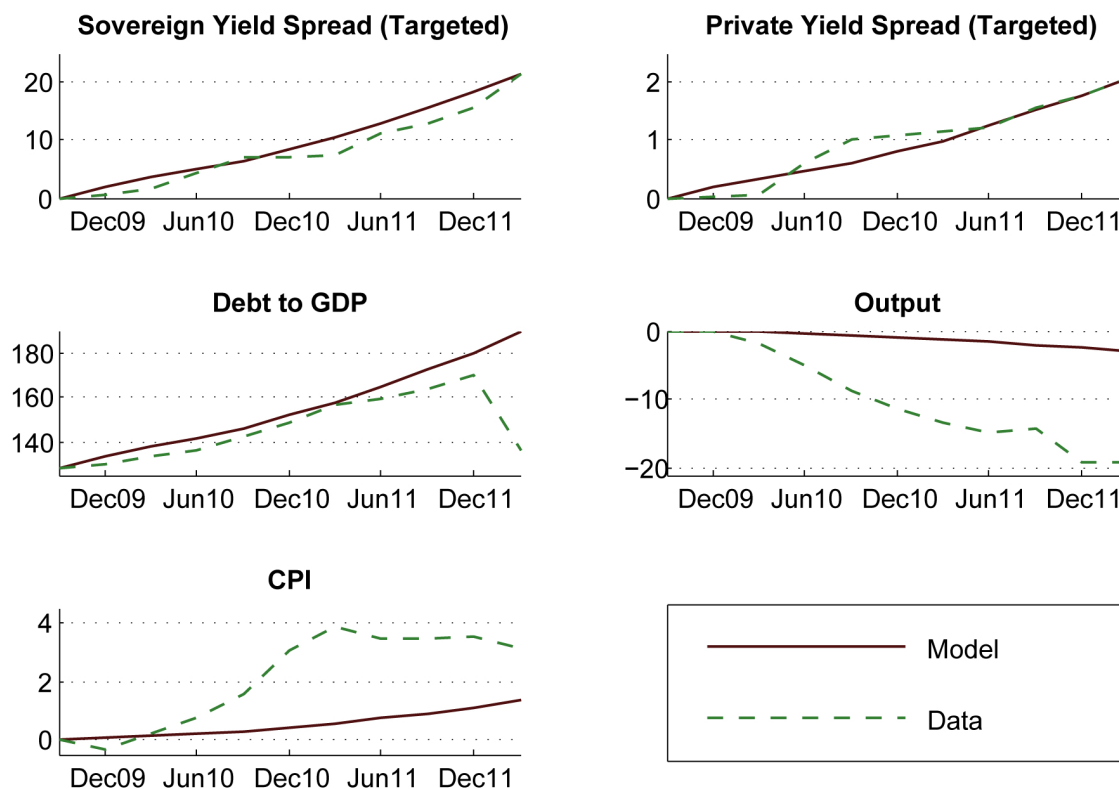 Sovereign Yield Spread (Targeted)
20
10
0
Dec09 Jun10 Dec10 Jun11 Dec11
Private Yield Spread (Targeted)
2
1
0
Dec09 Jun10 Dec10 Jun11 Dec11
Debt to GDP
180
160
140
Dec09 Jun10 Dec10 Jun11 Dec11
Output
0
−10
−20
Dec09 Jun10 Dec10 Jun11 Dec11
CPI
4
2
0
Dec09 Jun10 Dec10 Jun11 Dec11
Model
Data